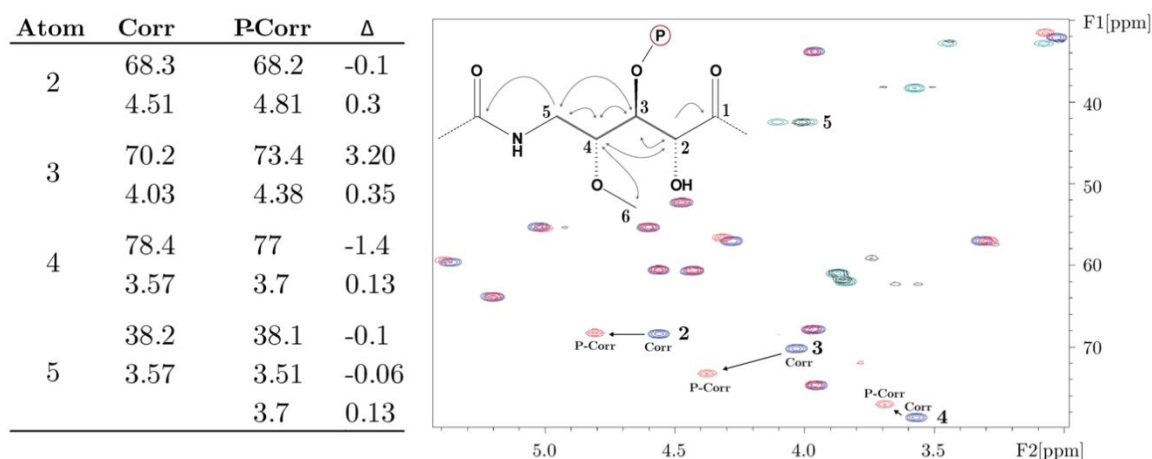 Atom Corr P-Corr Δ
2 68.3 68.2 -0.1
4.51 4.81 0.3
3 70.2 73.4 3.20
4.03 4.38 0.35
4 78.4 77 -1.4
3.57 3.7 0.13
5 38.2 38.1 -0.1
3.57 3.51 -0.06
3.7 0.13
F1[ppm]
P
O O O
5 3 1
N
H
4 2
O OH
6
5
40
50
60
2
P-Corr Corr
3
Corr
70
P-Corr
P-Corr Corr
4
5.0 4.5 4.0 3.5 F2[ppm]